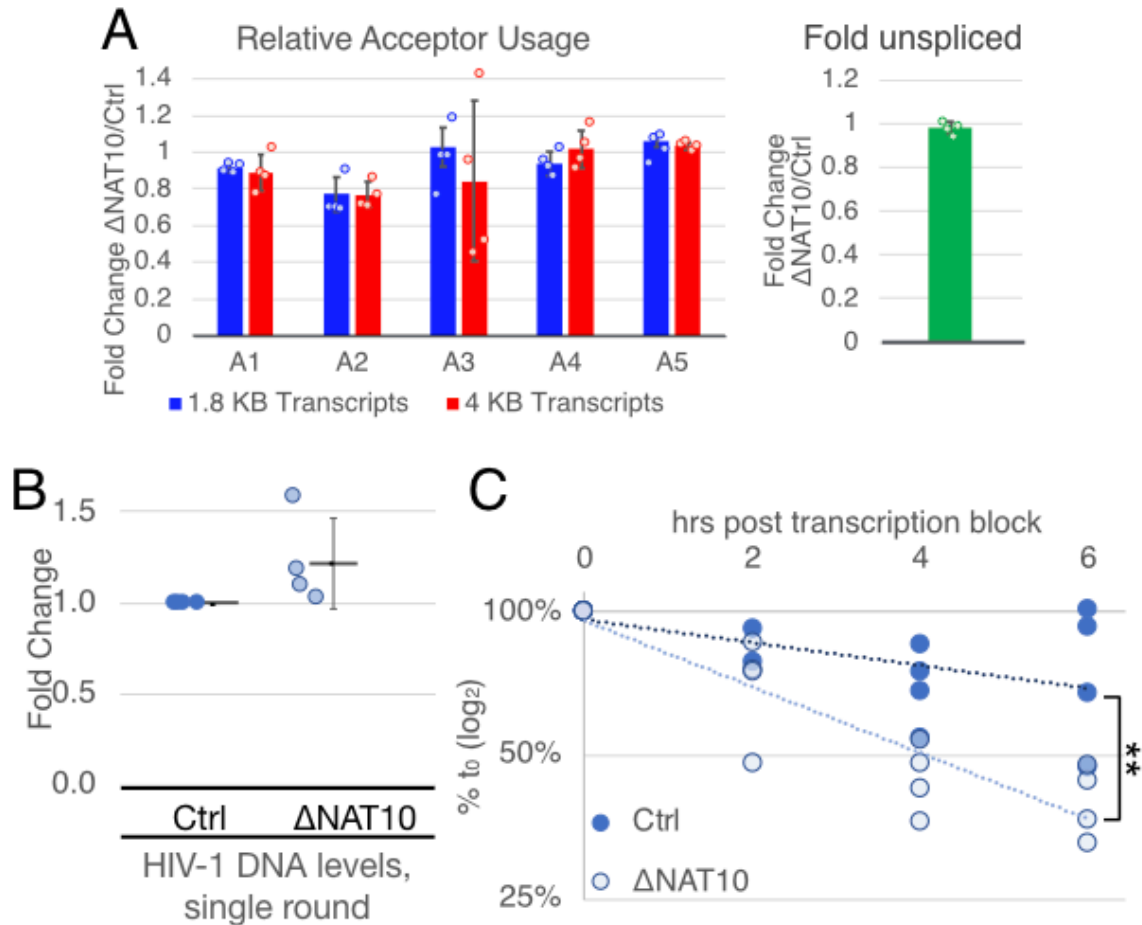 A
Relative Acceptor Usage
Fold Change ΔNAT10/Ctrl
1.4
1.2
1
0.8
0.6
0.4
0.2
0
A1 A2 A3 A4 A5
1.8 KB Transcripts 4 KB Transcripts
Fold unspliced
Fold Change
ΔNAT10/Ctrl
1.2
1
0.8
0.6
0.4
0.2
0
B
Fold Change
1.5
1.0
0.5
0.0
Ctrl ΔNAT10
HIV-1 DNA levels,
single round
C
hrs post transcription block
0 2 4 6
% t₀ (log₂)
100%
50%
25%
Ctrl
ΔNAT10
**